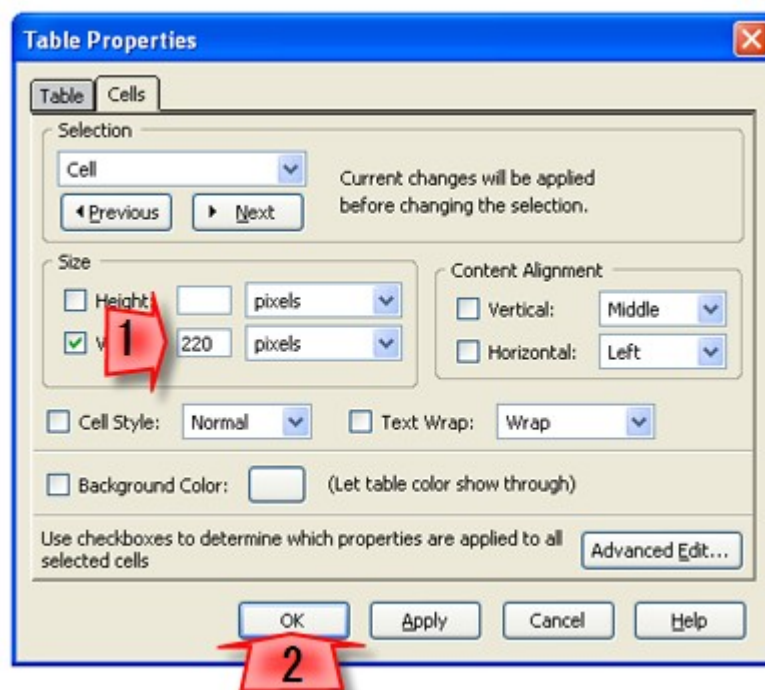 Table Properties
Table Cells
Selection
Cell
Current changes will be applied
before changing the selection.
Previous Next
Size
Content Alignment
Height: pixels
Vertical: Middle
1
220 pixels
Horizontal: Left
Cell Style: Normal Text Wrap: Wrap
Background Color: (Let table color show through)
Use checkboxes to determine which properties are applied to all
selected cells
Advanced Edit...
OK Apply Cancel Help
2